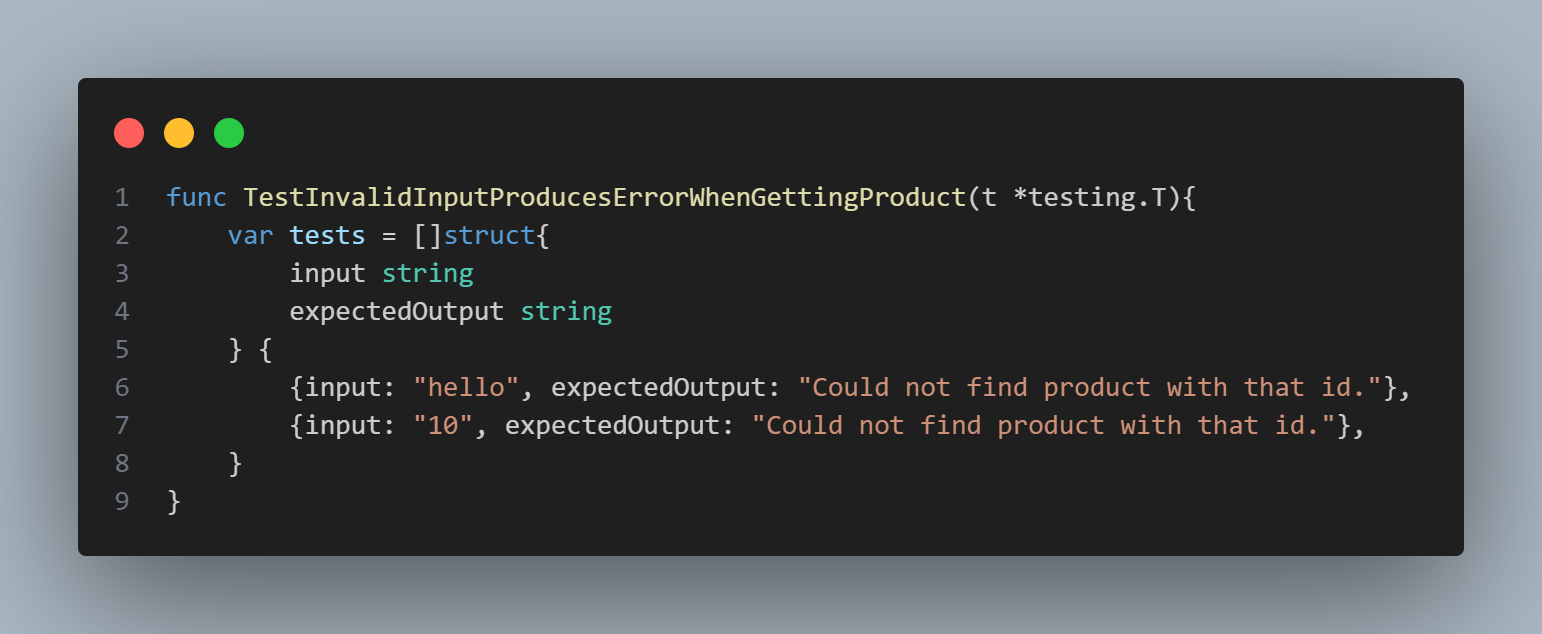 1 func TestInvalidInputProducesErrorWhenGettingProduct(t *testing.T){
2     var tests = []struct{
3         input string
4         expectedOutput string
5     } {
6         {input: "hello", expectedOutput: "Could not find product with that id."},
7         {input: "10", expectedOutput: "Could not find product with that id."},
8     }
9 }